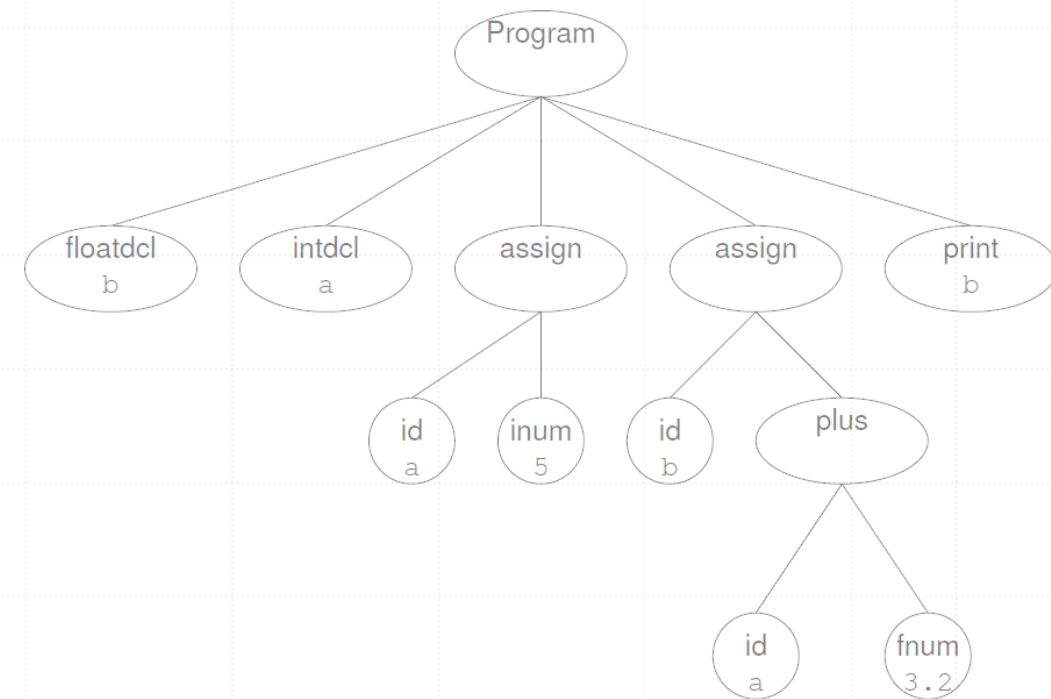 Program
floatdcl
b
intdcl
a
assign
assign
print
b
id
a
inum
5
id
b
plus
id
a
fnum
3.2